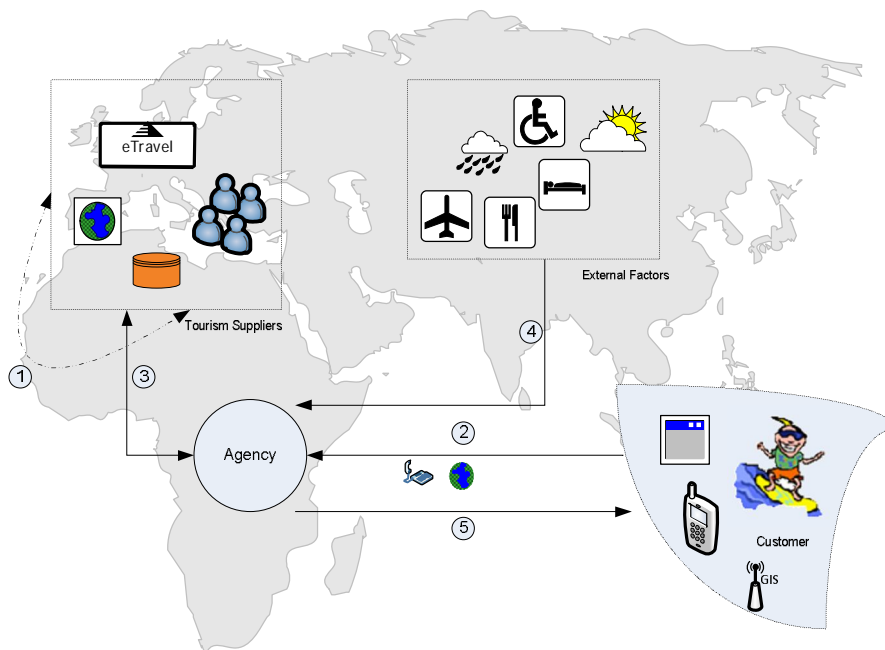 eTravel
Tourism Suppliers
External Factors
4
1
3
2
Agency
5
Customer
GIS